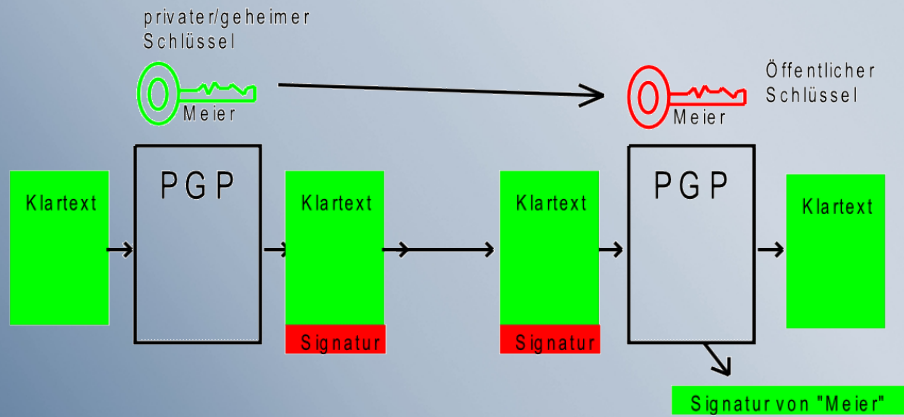 privater/geheimer
Schlüssel
Meier
Öffentlicher
Schlüssel
Meier
Klartext
PGP
Klartext
Signatur
Klartext
Signatur
PGP
Klartext
Signatur von "Meier"